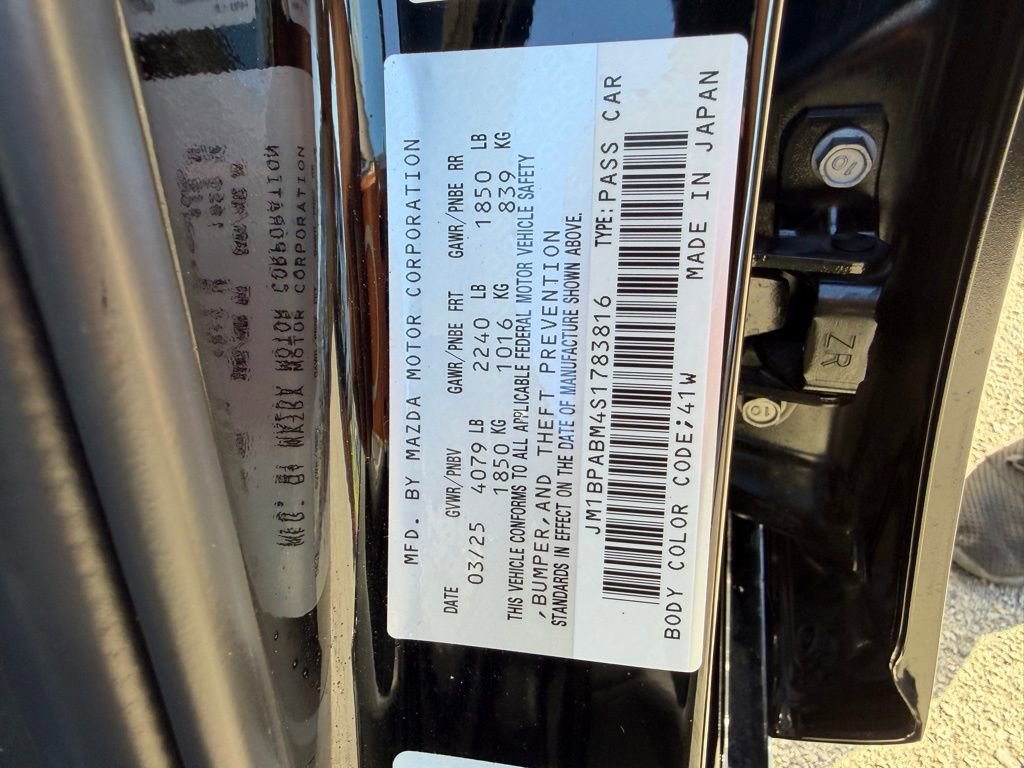 MFD. BY MAZDA MOTOR CORPORATION
DATE GVWR/PNBV GAWR/PNBE FRT GAWR/PNBE RR
03/25 4079 LB 2240 LB 1850 LB
1850 KG 1016 KG 839 KG
THIS VEHICLE CONFORMS TO ALL APPLICABLE FEDERAL MOTOR VEHICLE SAFETY
,BUMPER,AND THEFT PREVENTION
STANDARDS IN EFFECT ON THE DATE OF MANUFACTURE SHOWN ABOVE.
JM1BPABM4S1783816 TYPE:PASS CAR
BODY COLOR CODE;41W MADE IN JAPAN
10
ZR
10